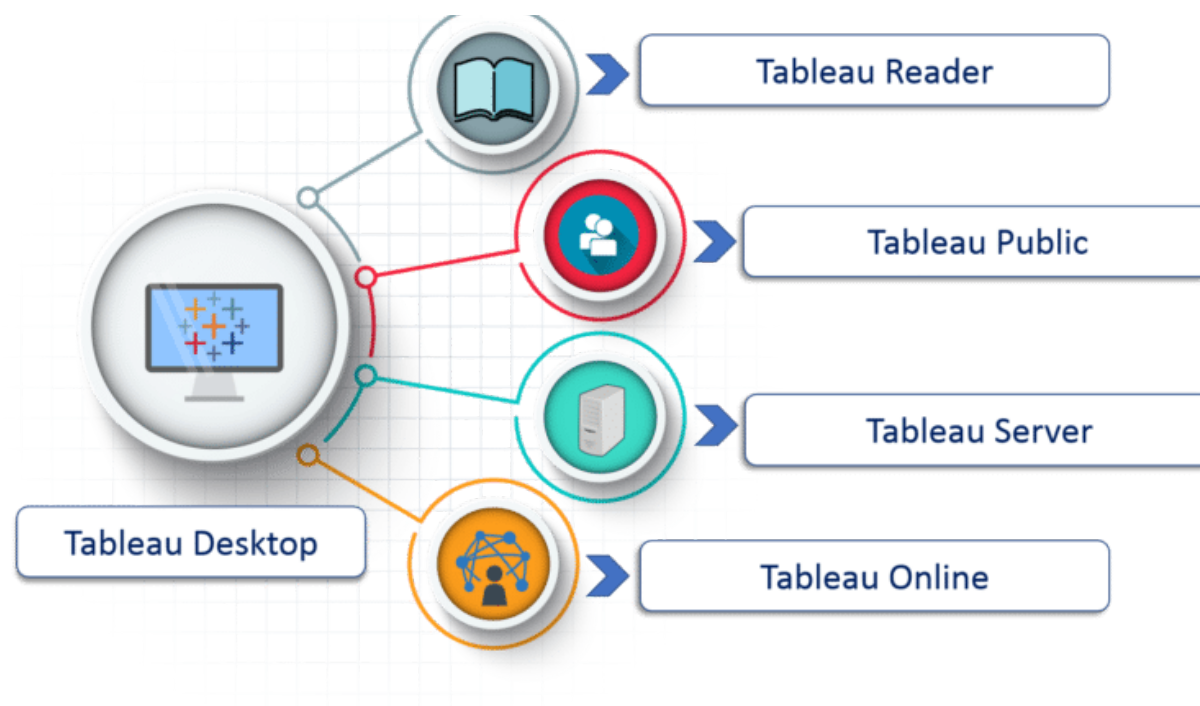 Tableau Reader
Tableau Public
Tableau Server
Tableau Desktop
Tableau Online